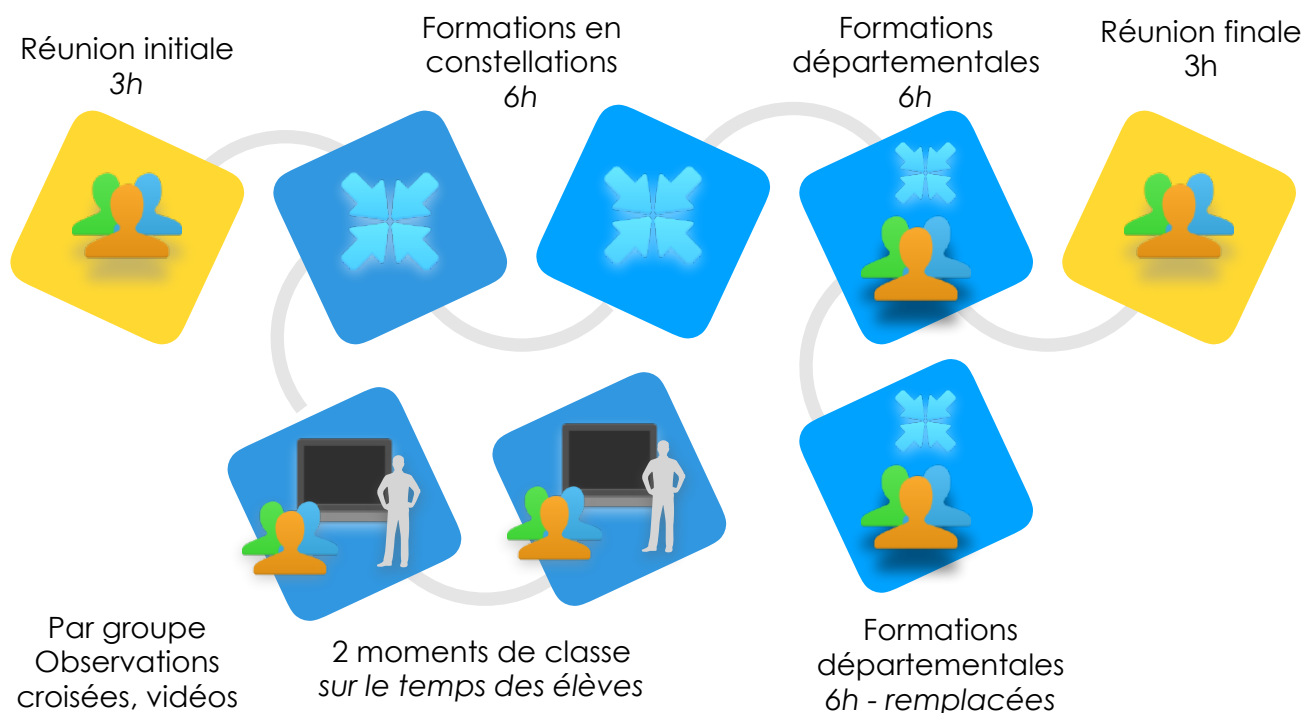 Réunion initiale
3h
Formations en
constellations
6h
Formations
départementales
6h
Réunion finale
3h
Par groupe
Observations
croisées, vidéos
2 moments de classe
sur le temps des élèves
Formations
départementales
6h - remplacées